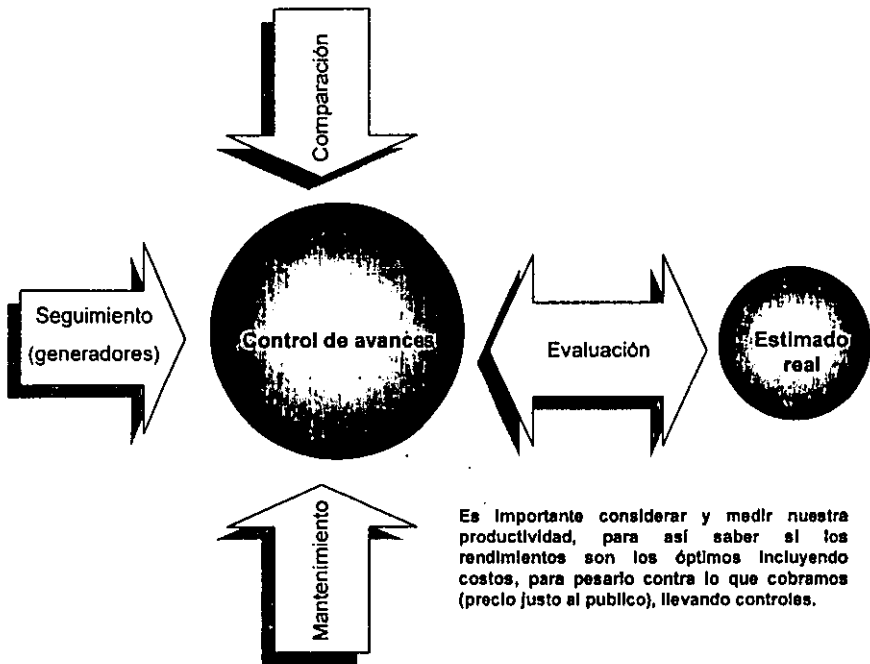 Comparación
Seguimiento
(generadores)
Control de avances
Evaluación
Estimado
real
Mantenimiento
Es importante considerar y medir nuestra
productividad, para así saber si los
rendimientos son los óptimos incluyendo
costos, para pesarlo contra lo que cobramos
(precio justo al publico), llevando controles.